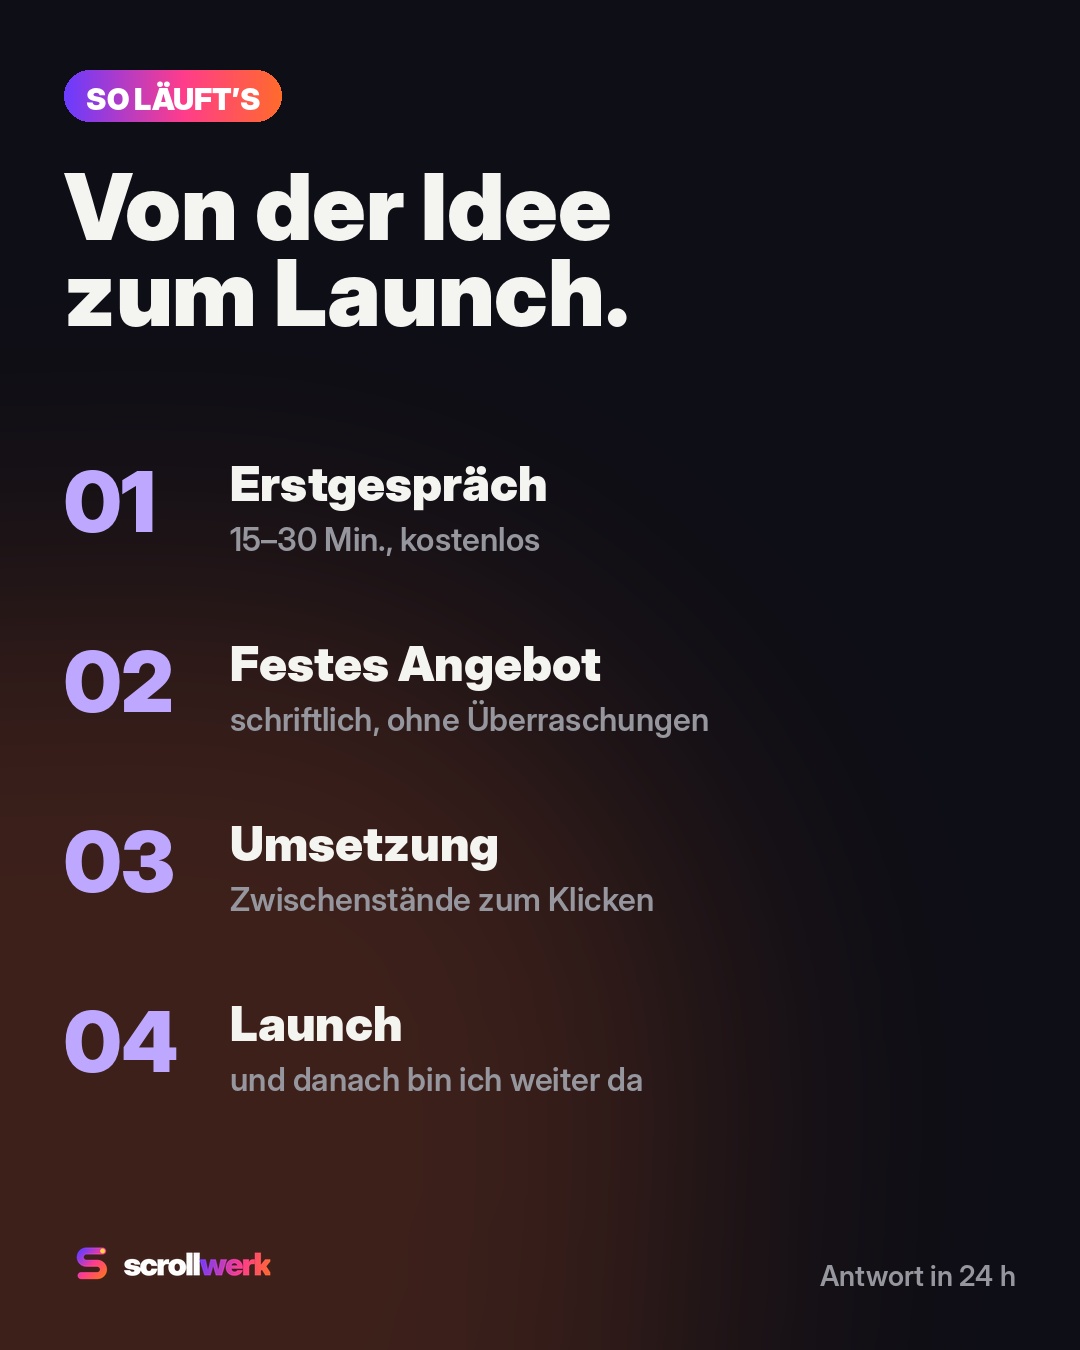 SO LÄUFT’S
Von der Idee
zum Launch.
01
Erstgespräch
15–30 Min., kostenlos
02
Festes Angebot
schriftlich, ohne Überraschungen
03
Umsetzung
Zwischenstände zum Klicken
04
Launch
und danach bin ich weiter da
scrollwerk
Antwort in 24 h